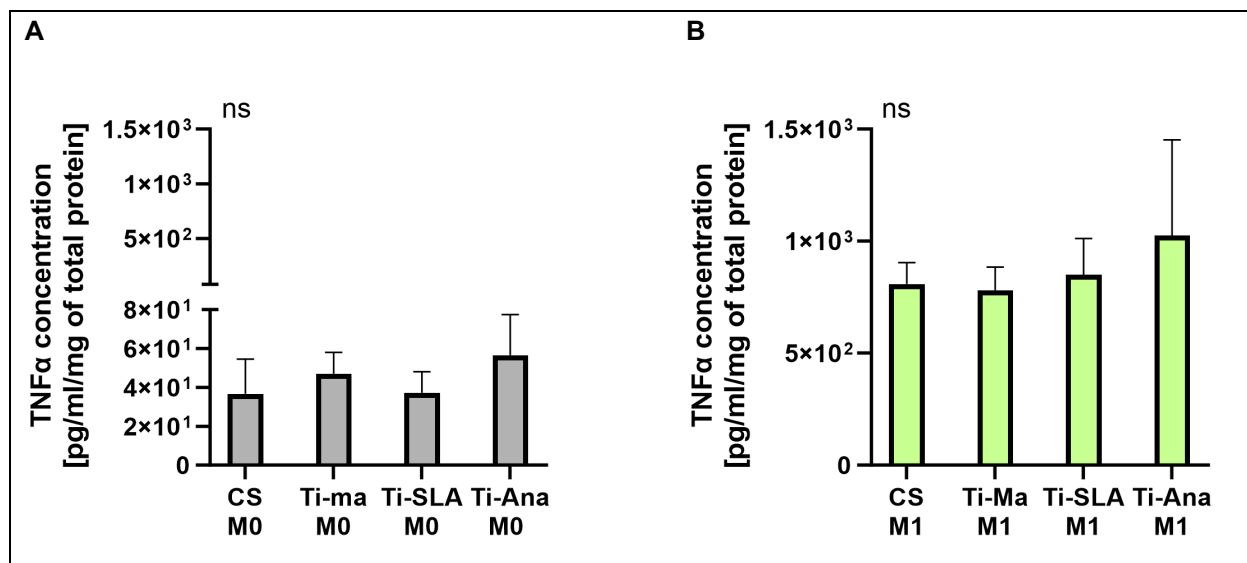 A
ns
TNFα concentration
[pg/ml/mg of total protein]
1.5×10³
1×10³
5×10²
8×10¹
6×10¹
4×10¹
2×10¹
0
CS Ti-ma Ti-SLA Ti-Ana
M0 M0 M0 M0
B
ns
TNFα concentration
[pg/ml/mg of total protein]
1.5×10³
1×10³
5×10²
0
CS Ti-Ma Ti-SLA Ti-Ana
M1 M1 M1 M1